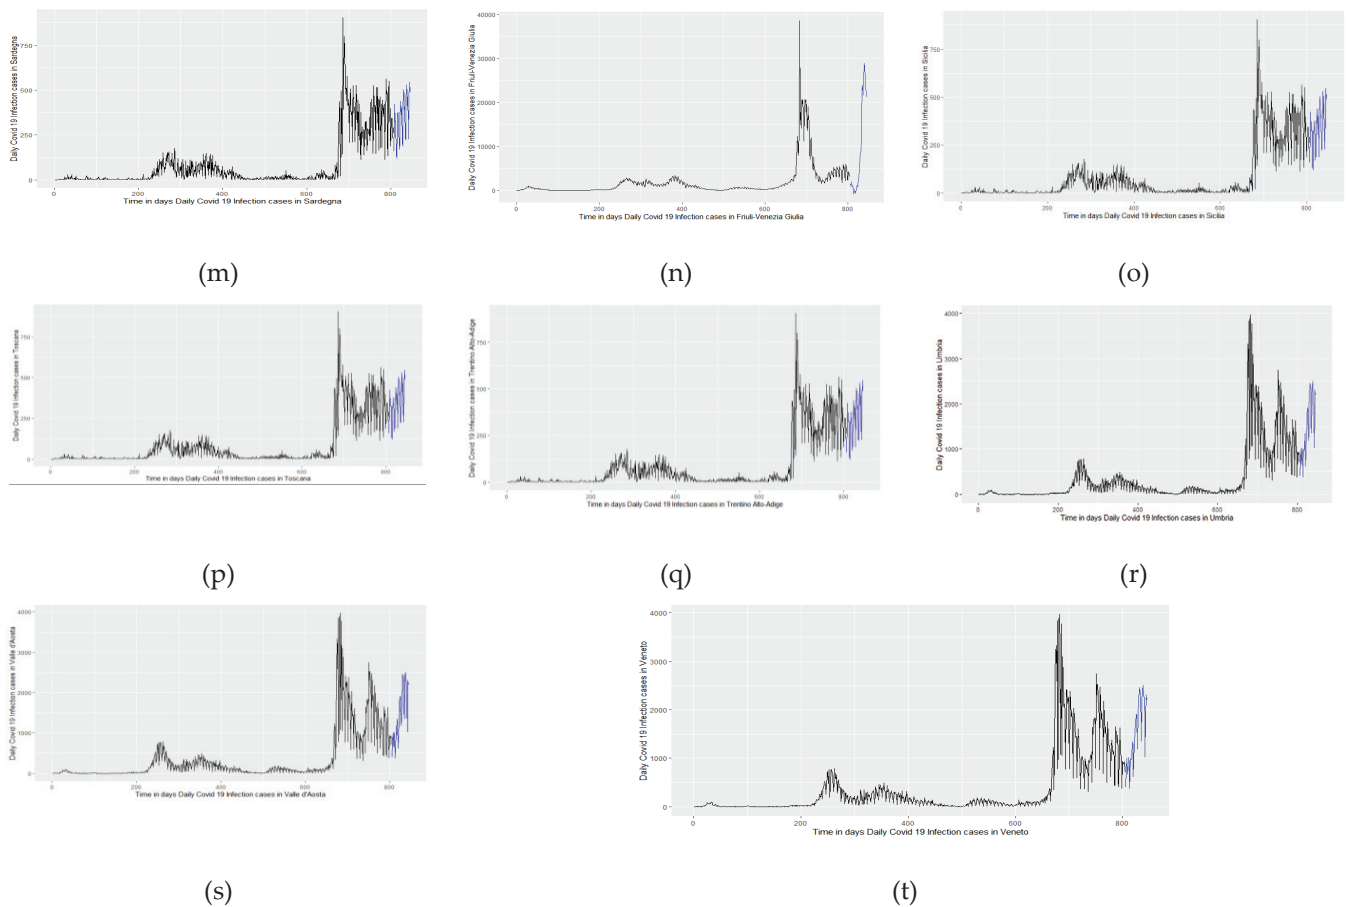 Daily Covid 19 Infection cases in Sardegna
750
500
250
0
0 200 400 600 800
Time in days Daily Covid 19 Infection cases in Sardegna
(m)
Daily Covid 19 Infection cases in Friuli-Venezia Giulia
40000
30000
20000
10000
0
0 200 400 600 800
Time in days Daily Covid 19 Infection cases in Friuli-Venezia Giulia
(n)
Daily Covid 19 Infection cases in Sicilia
750
500
250
0
0 200 400 600 800
Time in days Daily Covid 19 Infection cases in Sicilia
(o)
Daily Covid 19 Infection cases in Toscana
750
500
250
0
0 200 400 600 800
Time in days Daily Covid 19 Infection cases in Toscana
(p)
Daily Covid 19 Infection cases in Trentino Alto-Adige
750
500
250
0
0 200 400 600 800
Time in days Daily Covid 19 Infection cases in Trentino Alto-Adige
(q)
Daily Covid 19 Infection cases in Umbria
4000
3000
2000
1000
0
0 200 400 600 800
Time in days Daily Covid 19 Infection cases in Umbria
(r)
Daily Covid 19 Infection cases in Valle d'Aosta
4000
3000
2000
1000
0
0 200 400 600 800
Time in days Daily Covid 19 Infection cases in Valle d'Aosta
(s)
Daily Covid 19 Infection cases in Veneto
4000
3000
2000
1000
0
0 200 400 600 800
Time in days Daily Covid 19 Infection cases in Veneto
(t)